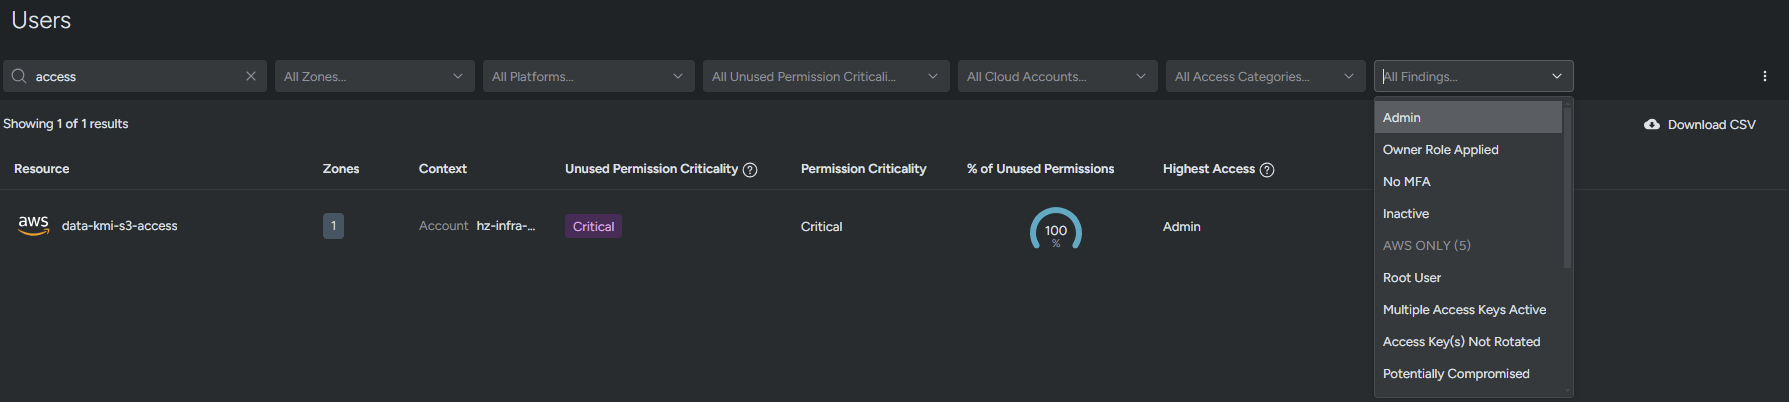 Users
access
All Zones...
All Platforms...
All Unused Permission Criticali...
All Cloud Accounts...
All Access Categories...
All Findings...
Showing 1 of 1 results
Download CSV
Resource
Zones
Context
Unused Permission Criticality ?
Permission Criticality
% of Unused Permissions
Highest Access ?
aws
data-kmi-s3-access
1
Account hz-infra-...
Critical
Critical
100
%
Admin
Admin
Owner Role Applied
No MFA
Inactive
AWS ONLY (5)
Root User
Multiple Access Keys Active
Access Key(s) Not Rotated
Potentially Compromised